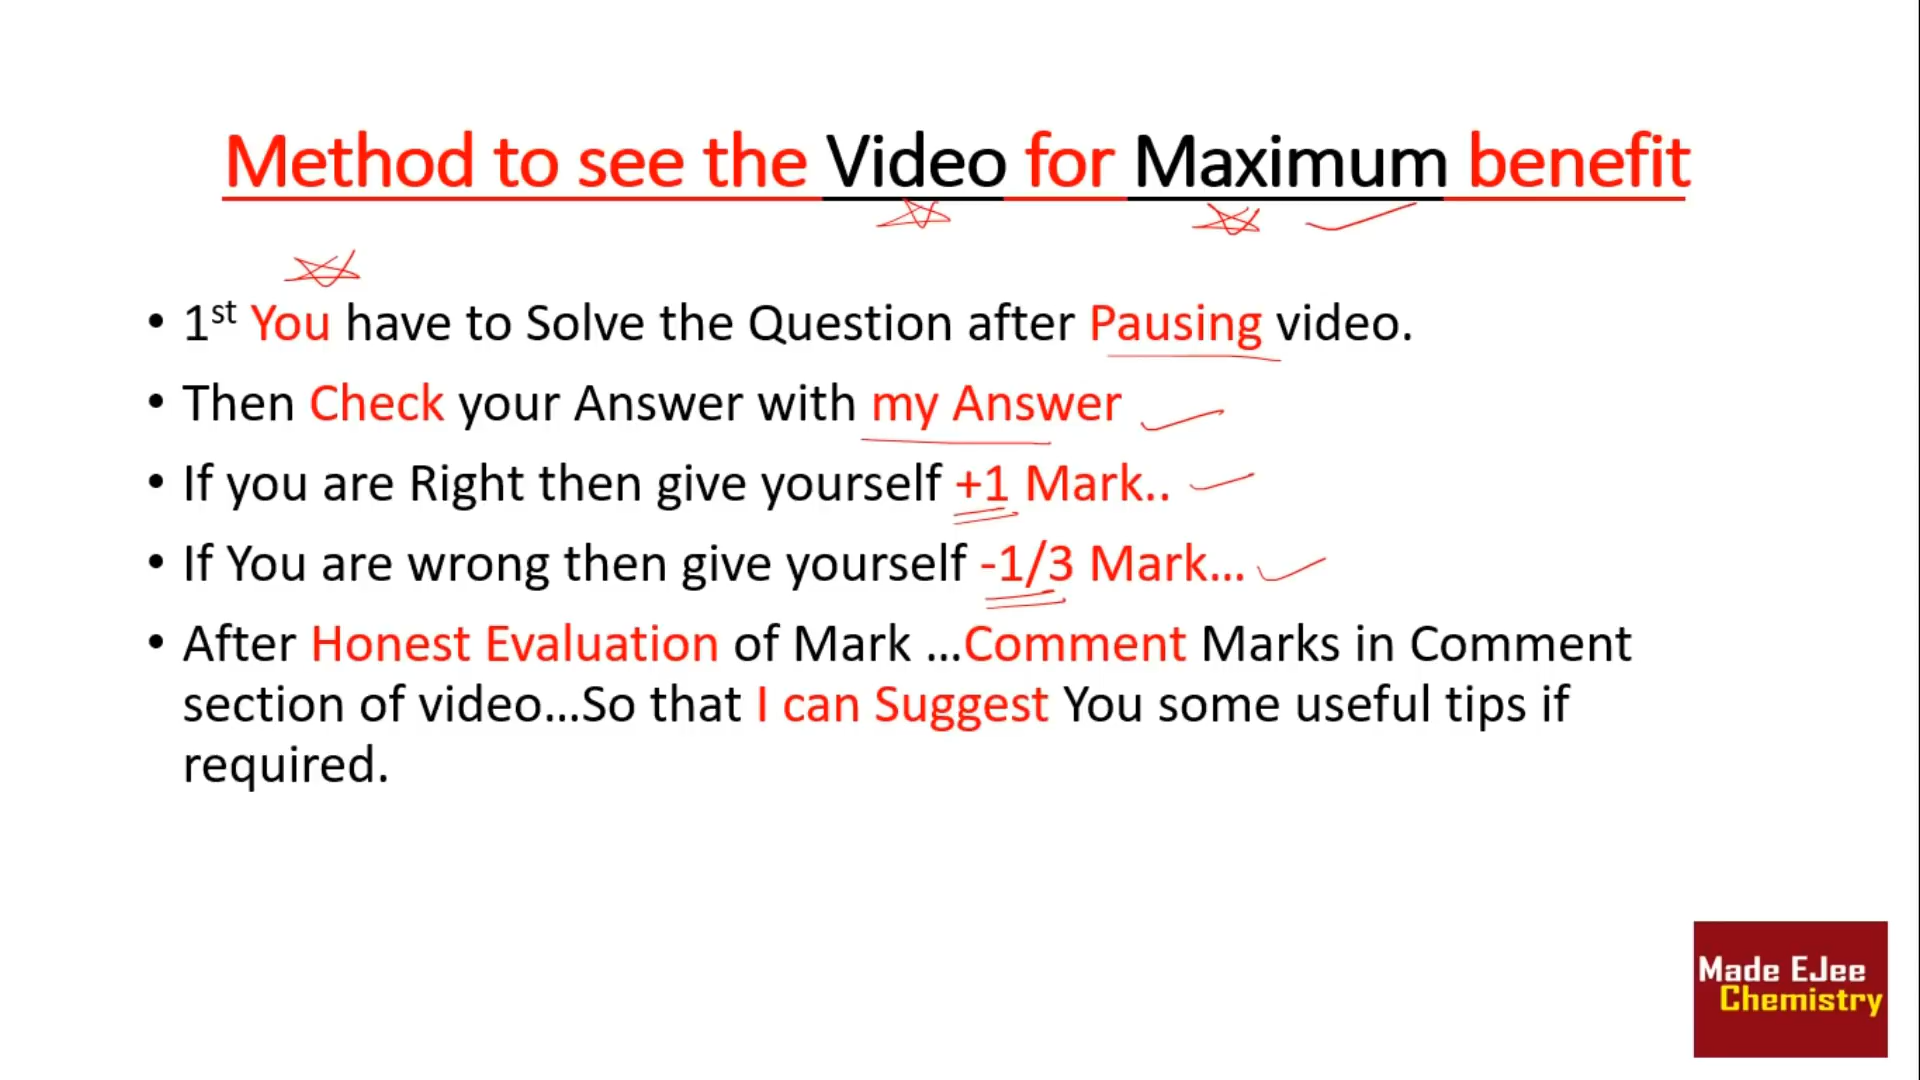 Method to see the Video for Maximum benefit
• 1st You have to Solve the Question after Pausing video.
• Then Check your Answer with my Answer
• If you are Right then give yourself +1 Mark..
• If You are wrong then give yourself -1/3 Mark...
• After Honest Evaluation of Mark ...Comment Marks in Comment
section of video...So that I can Suggest You some useful tips if
required.
Made EJee
Chemistry